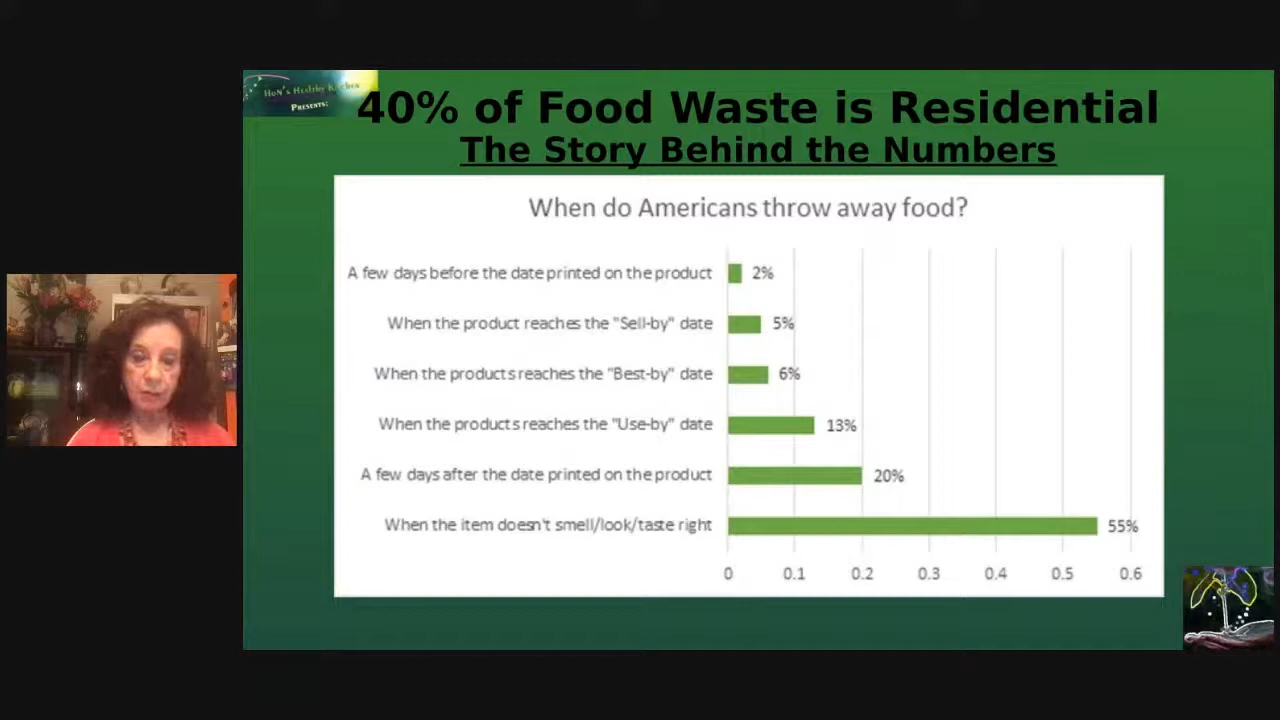 HoN's Healthy Kitchen
Presents:
40% of Food Waste is Residential
The Story Behind the Numbers
When do Americans throw away food?
A few days before the date printed on the product 2%
When the product reaches the "Sell-by" date 5%
When the products reaches the "Best-by" date 6%
When the products reaches the "Use-by" date 13%
A few days after the date printed on the product 20%
When the item doesn't smell/look/taste right 55%
0 0.1 0.2 0.3 0.4 0.5 0.6